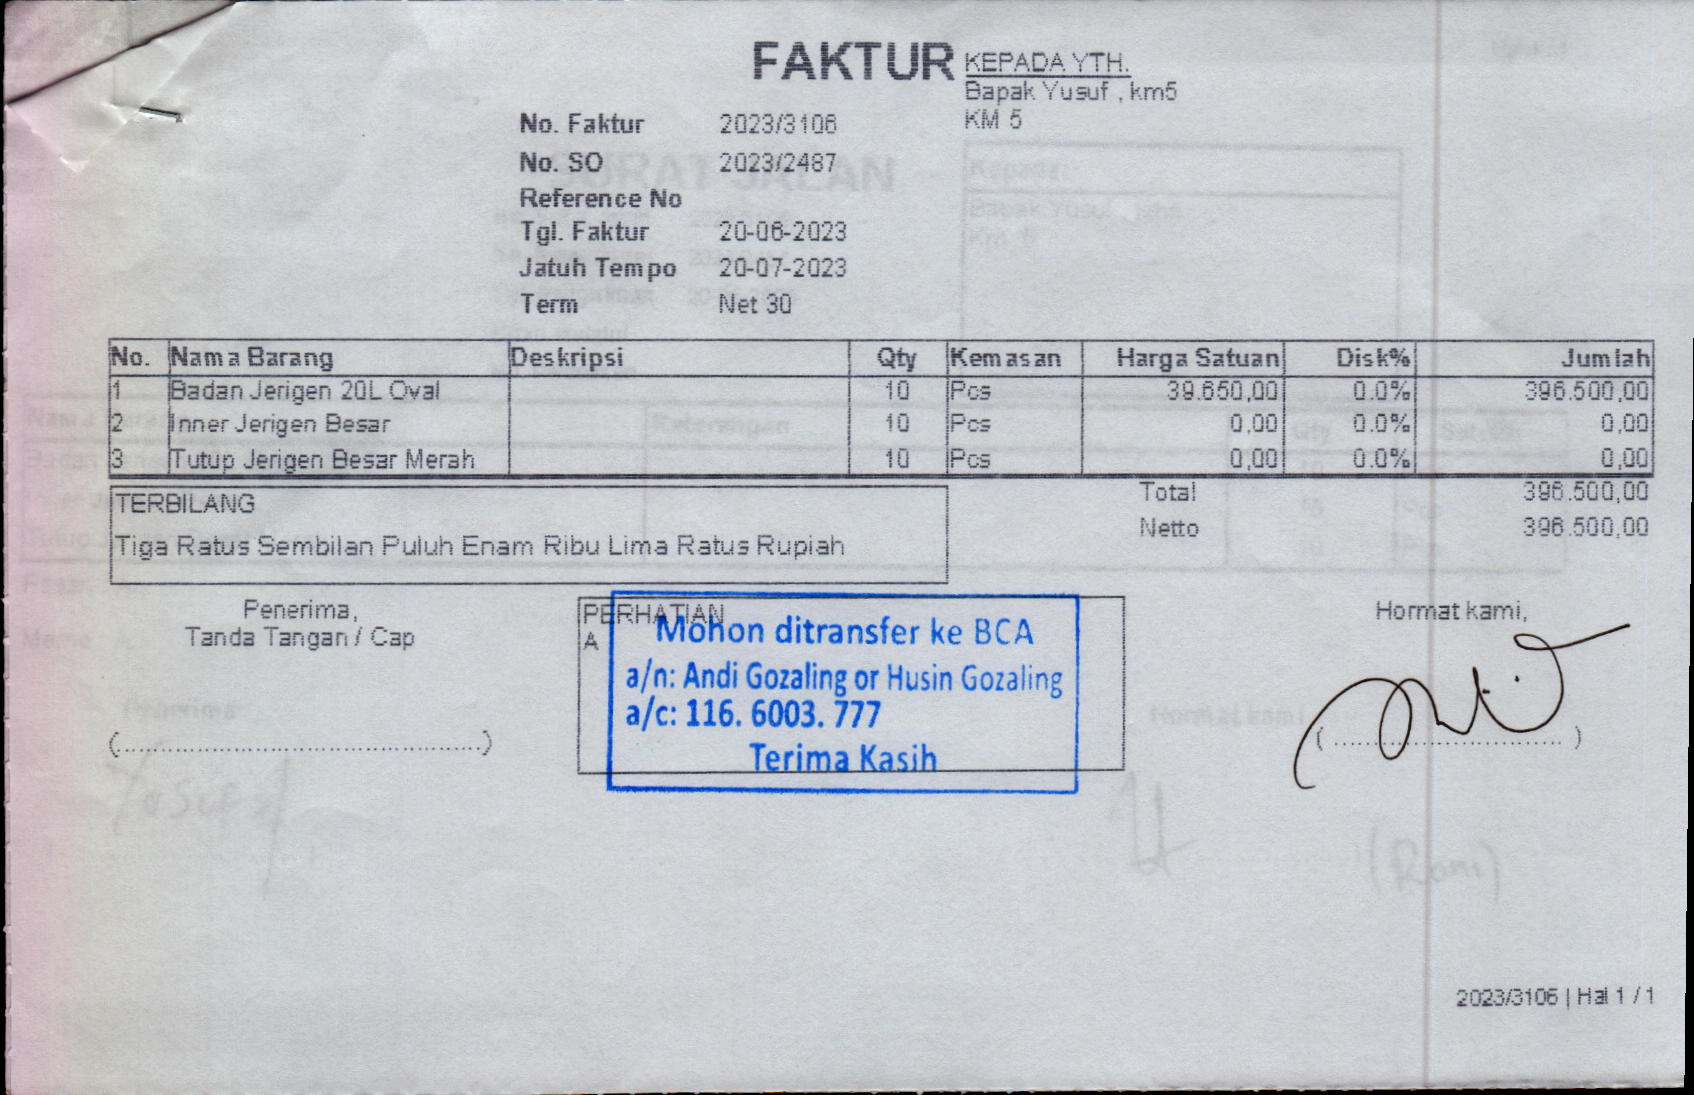 FAKTUR
KEPADA YTH.
Bapak Yusuf , km5
KM 5
No. Faktur 2023/3106
No. SO 2023/2487
Reference No
Tgl. Faktur 20-06-2023
Jatuh Tempo 20-07-2023
Term Net 30
No. Nama Barang Deskripsi Qty Kemasan Harga Satuan Disk% Jumlah
1 Badan Jerigen 20L Oval 10 Pcs 39.650,00 0.0% 396.500,00
2 Inner Jerigen Besar 10 Pcs 0,00 0.0% 0,00
3 Tutup Jerigen Besar Merah 10 Pcs 0,00 0.0% 0,00
Total 396.500,00
Netto 396.500,00
TERBILANG
Tiga Ratus Sembilan Puluh Enam Ribu Lima Ratus Rupiah
Penerima,
Tanda Tangan / Cap
(..............................................)
PERHATIAN
A
Mohon ditransfer ke BCA
a/n: Andi Gozaling or Husin Gozaling
a/c: 116. 6003. 777
Terima Kasih
Hormat kami,
(..............................)
2023/3106 | Hal 1 / 1